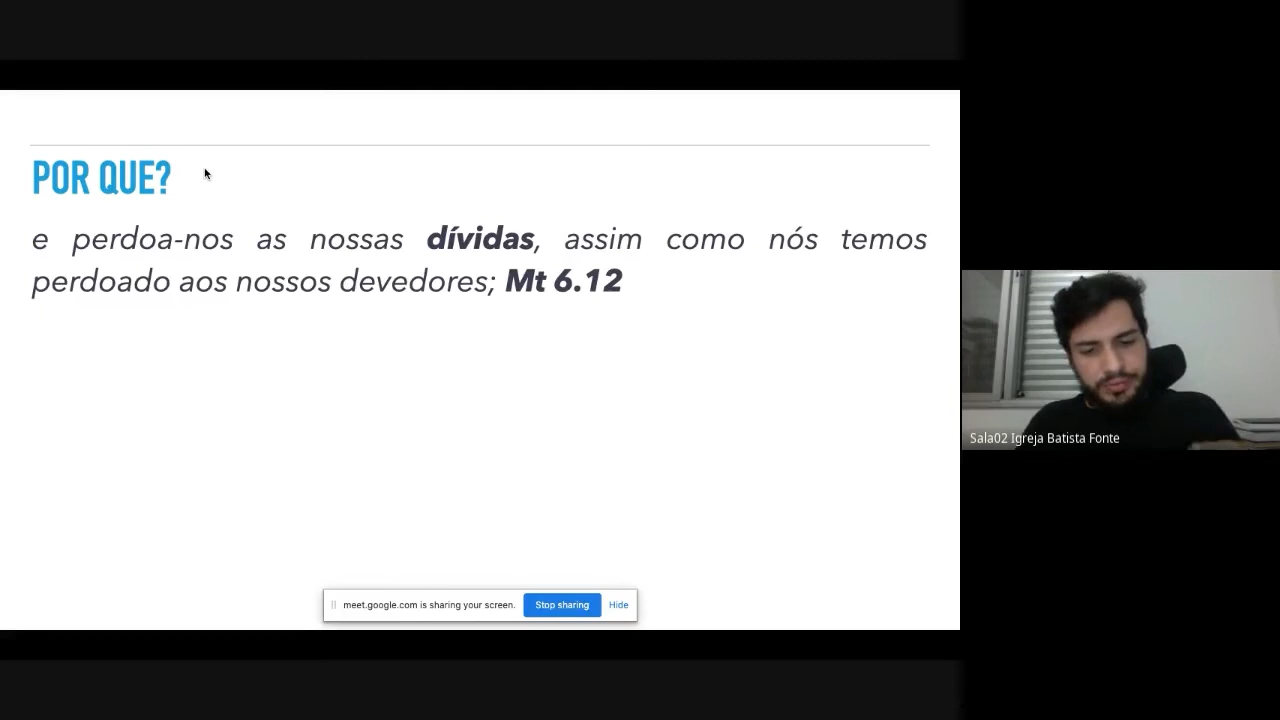 POR QUE?
e perdoa-nos as nossas dívidas, assim como nós temos
perdoado aos nossos devedores; Mt 6.12
Sala02 Igreja Batista Fonte
meet.google.com is sharing your screen. Stop sharing Hide